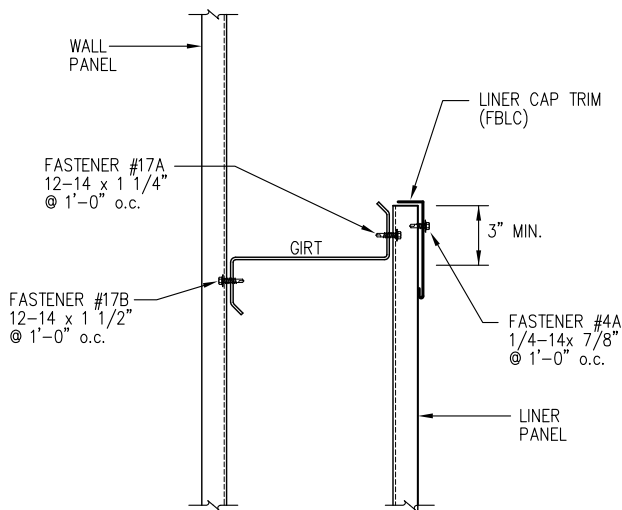 WALL
PANEL
LINER CAP TRIM
(FBLC)
FASTENER #17A
12-14 x 1 1/4"
@ 1'-0" o.c.
3" MIN.
GIRT
FASTENER #17B
12-14 x 1 1/2"
@ 1'-0" o.c.
FASTENER #4A
1/4-14x 7/8"
@ 1'-0" o.c.
LINER
PANEL